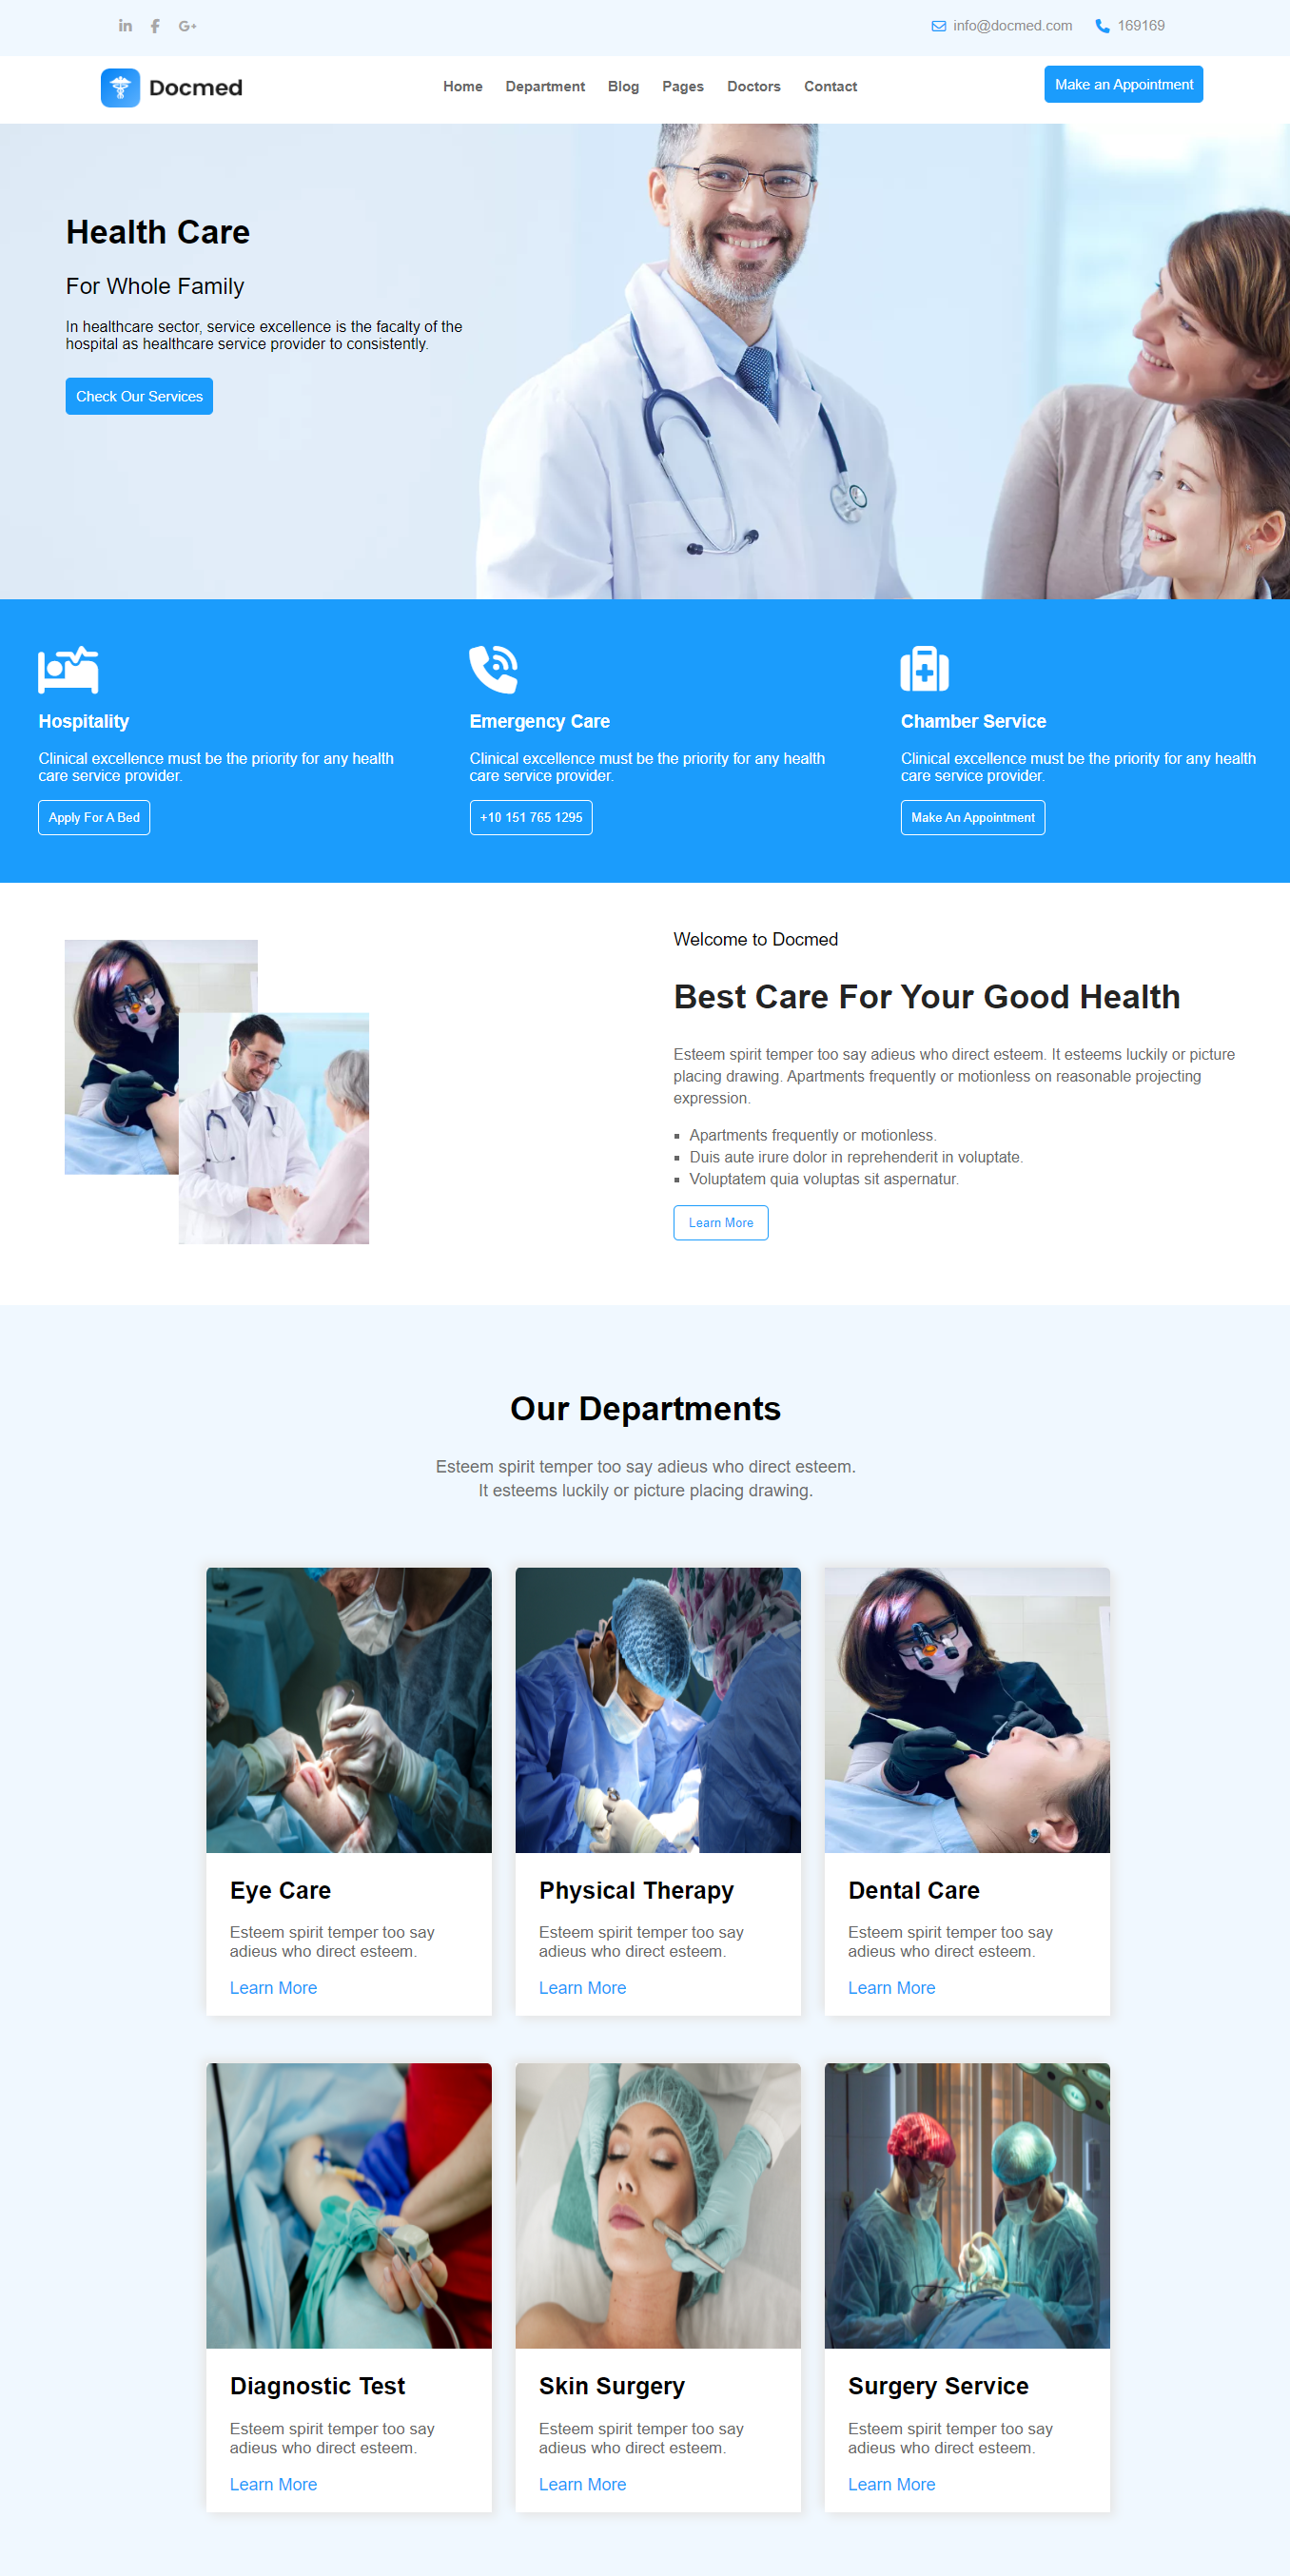 info@docmed.com
169169
Docmed
Home
Department
Blog
Pages
Doctors
Contact
Make an Appointment
Health Care
For Whole Family
In healthcare sector, service excellence is the facalty of the
hospital as healthcare service provider to consistently.
Check Our Services
Hospitality
Clinical excellence must be the priority for any health
care service provider.
Apply For A Bed
Emergency Care
Clinical excellence must be the priority for any health
care service provider.
+10 151 765 1295
Chamber Service
Clinical excellence must be the priority for any health
care service provider.
Make An Appointment
Welcome to Docmed
Best Care For Your Good Health
Esteem spirit temper too say adieus who direct esteem. It esteems luckily or picture
placing drawing. Apartments frequently or motionless on reasonable projecting
expression.
Apartments frequently or motionless.
Duis aute irure dolor in reprehenderit in voluptate.
Voluptatem quia voluptas sit aspernatur.
Learn More
Our Departments
Esteem spirit temper too say adieus who direct esteem.
It esteems luckily or picture placing drawing.
Eye Care
Esteem spirit temper too say
adieus who direct esteem.
Learn More
Physical Therapy
Esteem spirit temper too say
adieus who direct esteem.
Learn More
Dental Care
Esteem spirit temper too say
adieus who direct esteem.
Learn More
Diagnostic Test
Esteem spirit temper too say
adieus who direct esteem.
Learn More
Skin Surgery
Esteem spirit temper too say
adieus who direct esteem.
Learn More
Surgery Service
Esteem spirit temper too say
adieus who direct esteem.
Learn More